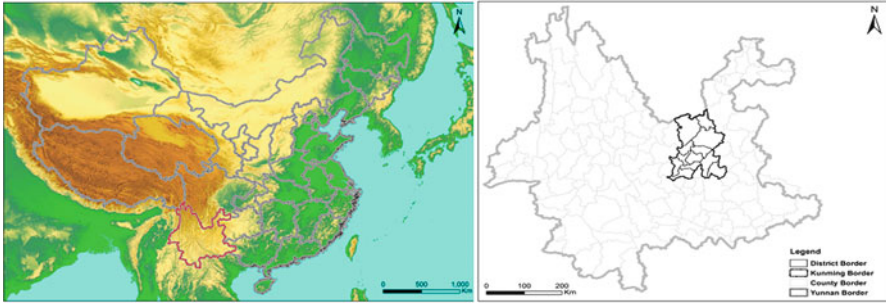 N
0 500 1,000
Km
N
Legend
District Border
Kunming Border
County Border
Yunnan Border
0 100 200
Km